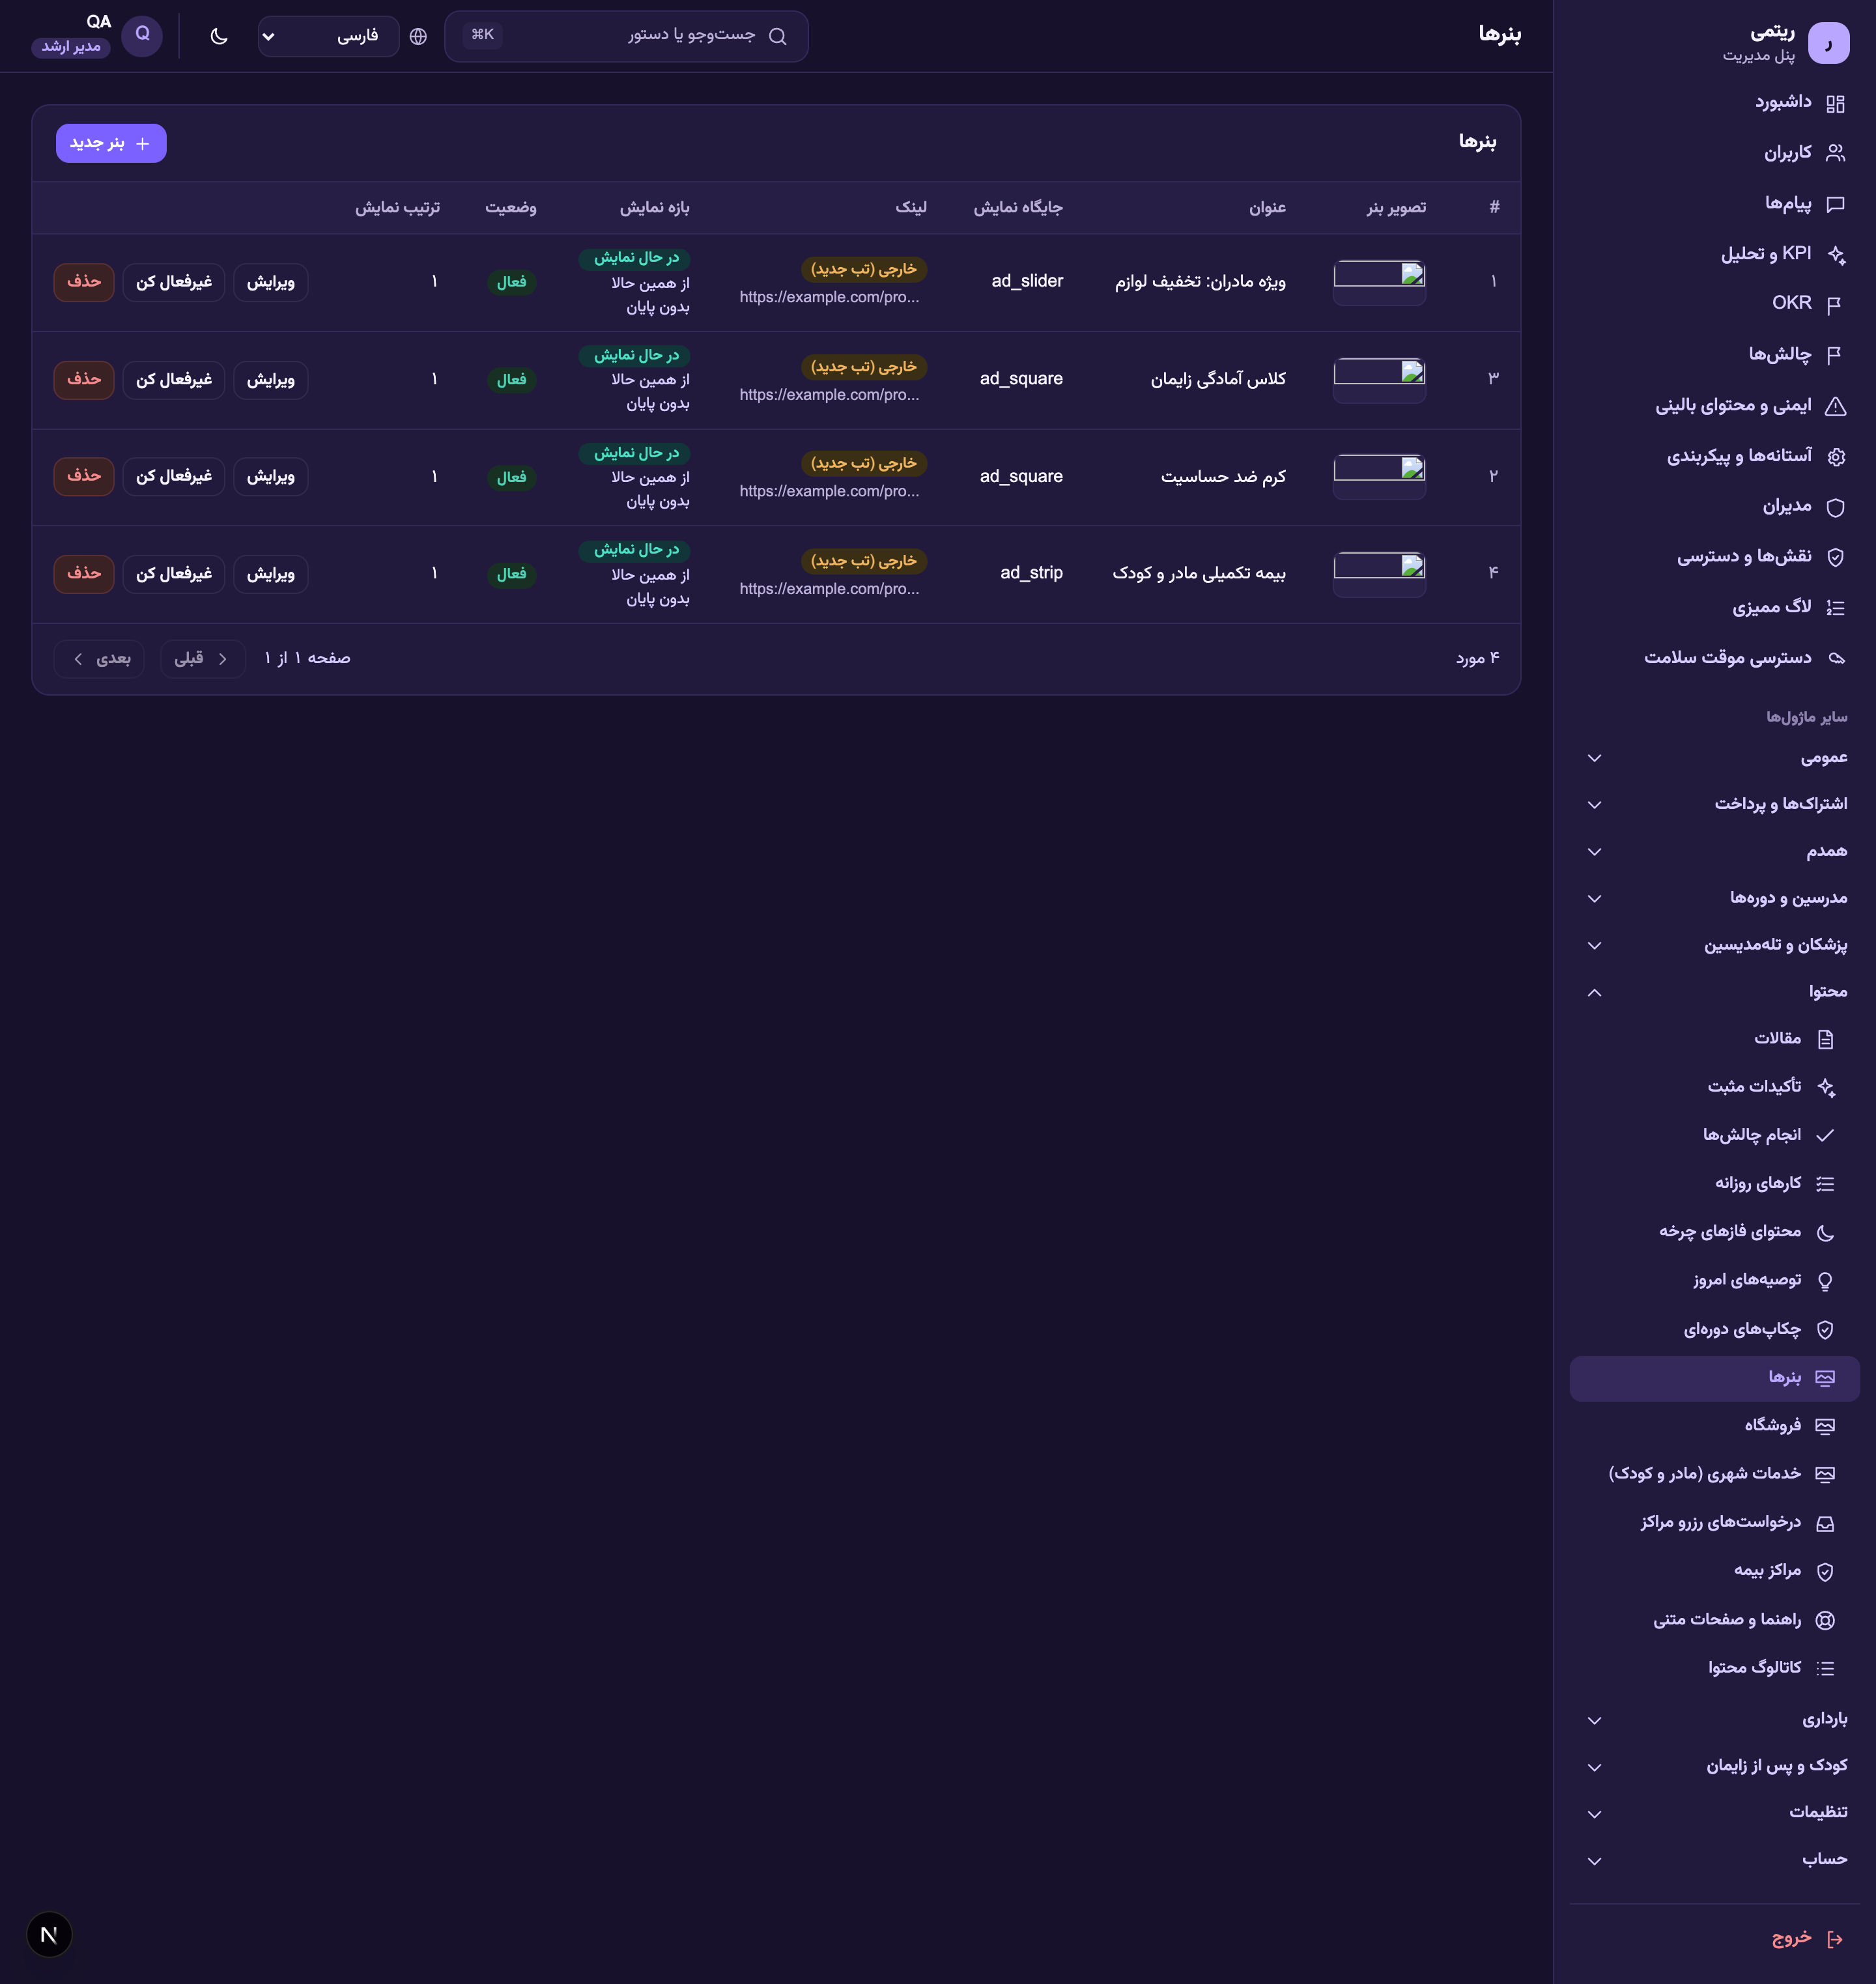 ر
ریتمی
پنل مدیریت
داشبورد
کاربران
پیام‌ها
KPI و تحلیل
OKR
چالش‌ها
ایمنی و محتوای بالینی
آستانه‌ها و پیکربندی
مدیران
نقش‌ها و دسترسی
لاگ ممیزی
دسترسی موقت سلامت
سایر ماژول‌ها
عمومی
اشتراک‌ها و پرداخت
همدم
مدرسین و دوره‌ها
پزشکان و تله‌مدیسین
محتوا
مقالات
تأکیدات مثبت
انجام چالش‌ها
کارهای روزانه
محتوای فازهای چرخه
توصیه‌های امروز
چکاپ‌های دوره‌ای
بنرها
فروشگاه
خدمات شهری (مادر و کودک)
درخواست‌های رزرو مراکز
مراکز بیمه
راهنما و صفحات متنی
کاتالوگ محتوا
بارداری
کودک و پس از زایمان
تنظیمات
حساب
خروج
بنرها
جست‌وجو یا دستور ⌘K
فارسی
Q
QA
مدیر ارشد
بنرها
بنر جدید
# تصویر بنر عنوان جایگاه نمایش لینک بازه نمایش وضعیت ترتیب نمایش
۱ ویژه مادران: تخفیف لوازم ad_slider خارجی (تب جدید) https://example.com/pro... در حال نمایش از همین حالا بدون پایان فعال ۱ ویرایش غیرفعال کن حذف
۳ کلاس آمادگی زایمان ad_square خارجی (تب جدید) https://example.com/pro... در حال نمایش از همین حالا بدون پایان فعال ۱ ویرایش غیرفعال کن حذف
۲ کرم ضد حساسیت ad_square خارجی (تب جدید) https://example.com/pro... در حال نمایش از همین حالا بدون پایان فعال ۱ ویرایش غیرفعال کن حذف
۴ بیمه تکمیلی مادر و کودک ad_strip خارجی (تب جدید) https://example.com/pro... در حال نمایش از همین حالا بدون پایان فعال ۱ ویرایش غیرفعال کن حذف
۴ مورد
صفحه ۱ از ۱ قبلی بعدی
N